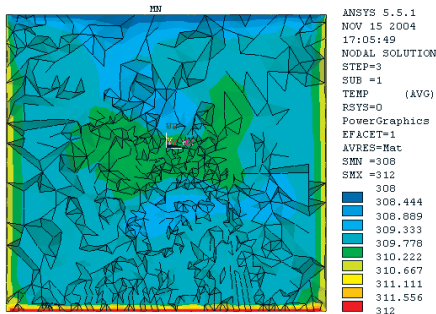 MN
ANSYS 5.5.1
NOV 15 2004
17:05:49
NODAL SOLUTION
STEP=3
SUB =1
TEMP (AVG)
RSYS=0
PowerGraphics
EFACET=1
AVRES=Mat
SMN =308
SMX =312
308
308.444
308.889
309.333
309.778
310.222
310.667
311.111
311.556
312